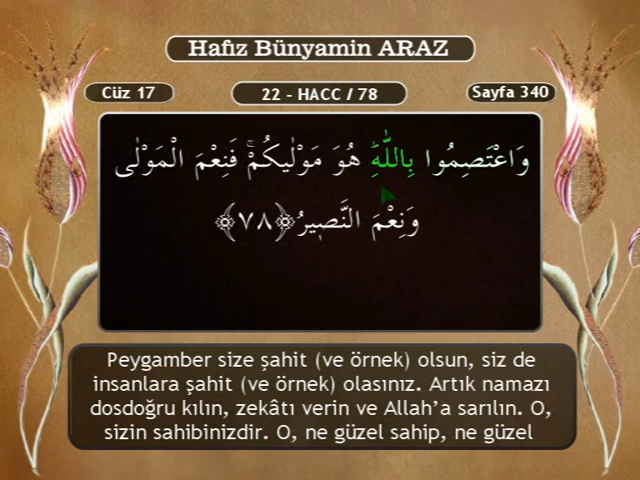 Hafız Bünyamin ARAZ
Cüz 17
22 - HACC / 78
Sayfa 340
وَاعْتَصِمُوا بِاللّٰهِۜ هُوَ مَوْلٰيكُمْۚ فَنِعْمَ الْمَوْلٰى
وَنِعْمَ النَّصٖيرُ ﴿٧٨﴾
Peygamber size şahit (ve örnek) olsun, siz de
insanlara şahit (ve örnek) olasınız. Artık namazı
dosdoğru kılın, zekâtı verin ve Allah’a sarılın. O,
sizin sahibinizdir. O, ne güzel sahip, ne güzel